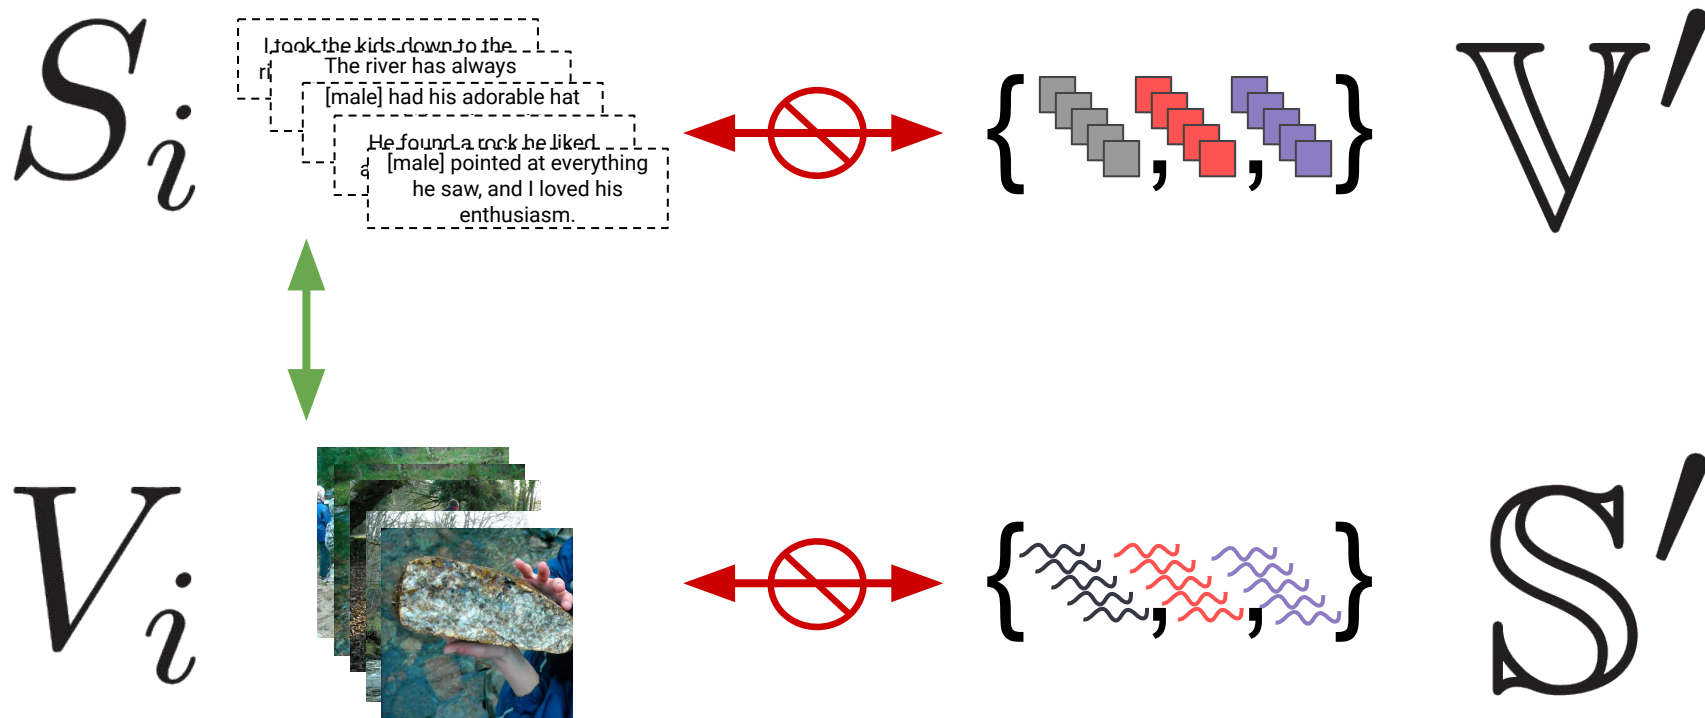 S_i
I took the kids down to the
The river has always
[male] had his adorable hat
He found a rock he liked
[male] pointed at everything
he saw, and I loved his
enthusiasm.
{ , , }
𝕍′
V_i
{ , , }
𝕊′